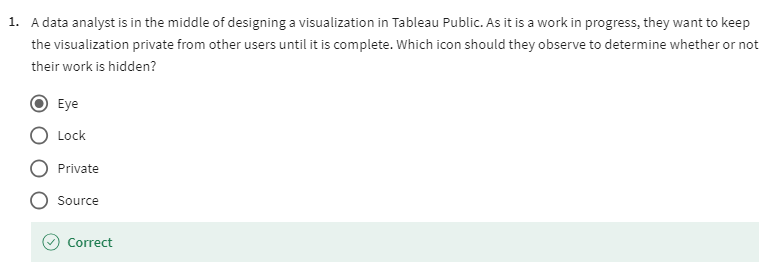 1. A data analyst is in the middle of designing a visualization in Tableau Public. As it is a work in progress, they want to keep
the visualization private from other users until it is complete. Which icon should they observe to determine whether or not
their work is hidden?
Eye
Lock
Private
Source
Correct